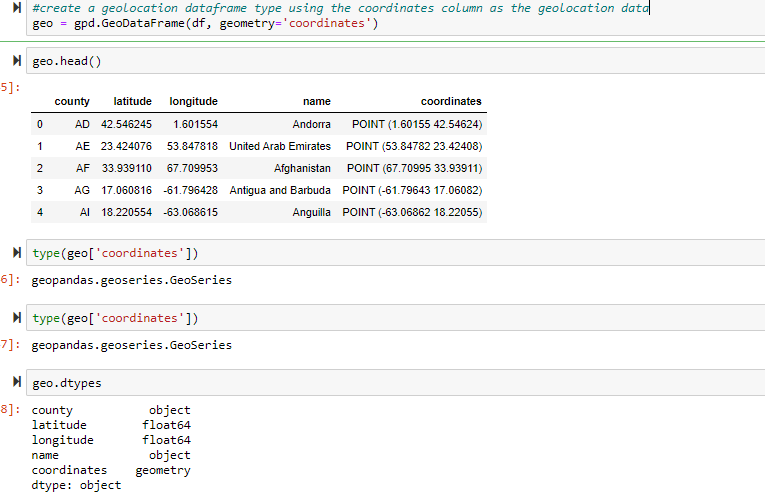 #create a geolocation dataframe type using the coordinates column as the geolocation data
geo = gpd.GeoDataFrame(df, geometry='coordinates')
geo.head()
5]:
county latitude longitude name coordinates
0 AD 42.546245 1.601554 Andorra POINT (1.60155 42.54624)
1 AE 23.424076 53.847818 United Arab Emirates POINT (53.84782 23.42408)
2 AF 33.939110 67.709953 Afghanistan POINT (67.70995 33.93911)
3 AG 17.060816 -61.796428 Antigua and Barbuda POINT (-61.79643 17.06082)
4 AI 18.220554 -63.068615 Anguilla POINT (-63.06862 18.22055)
type(geo['coordinates'])
6]: geopandas.geoseries.GeoSeries
type(geo['coordinates'])
7]: geopandas.geoseries.GeoSeries
geo.dtypes
8]: county object
latitude float64
longitude float64
name object
coordinates geometry
dtype: object